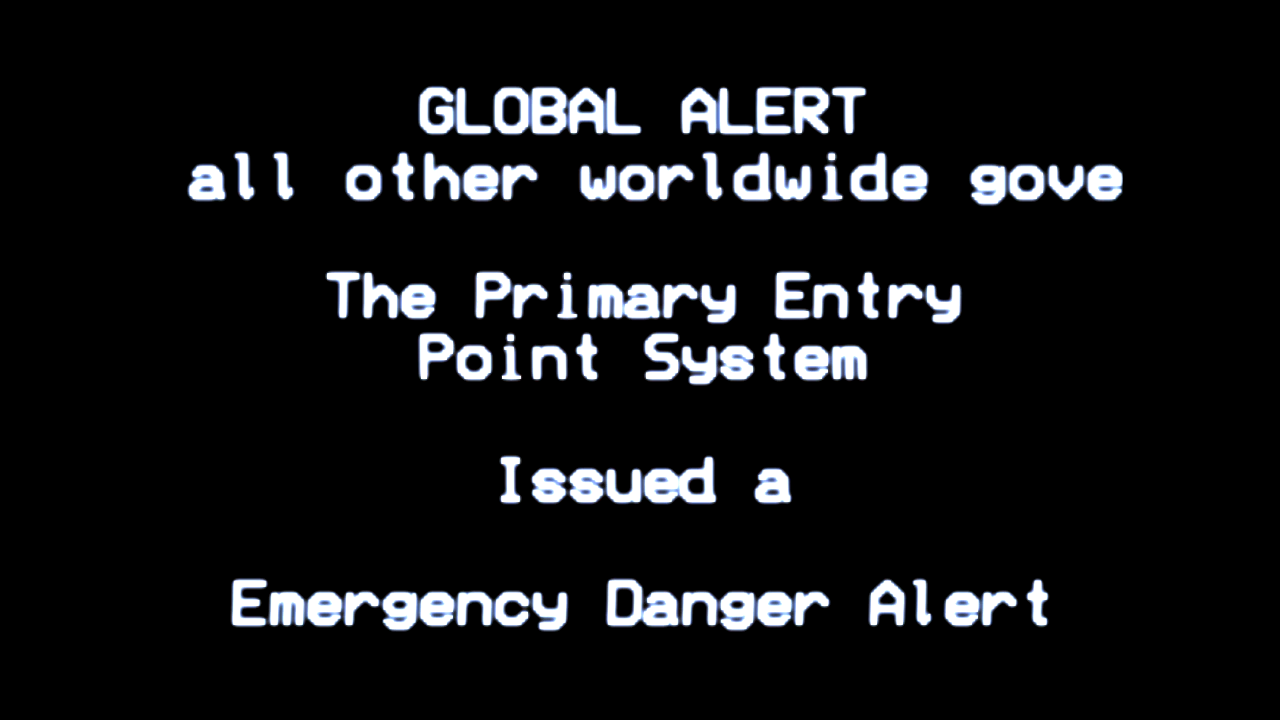 GLOBAL ALERT
all other worldwide gove
The Primary Entry
Point System
Issued a
Emergency Danger Alert